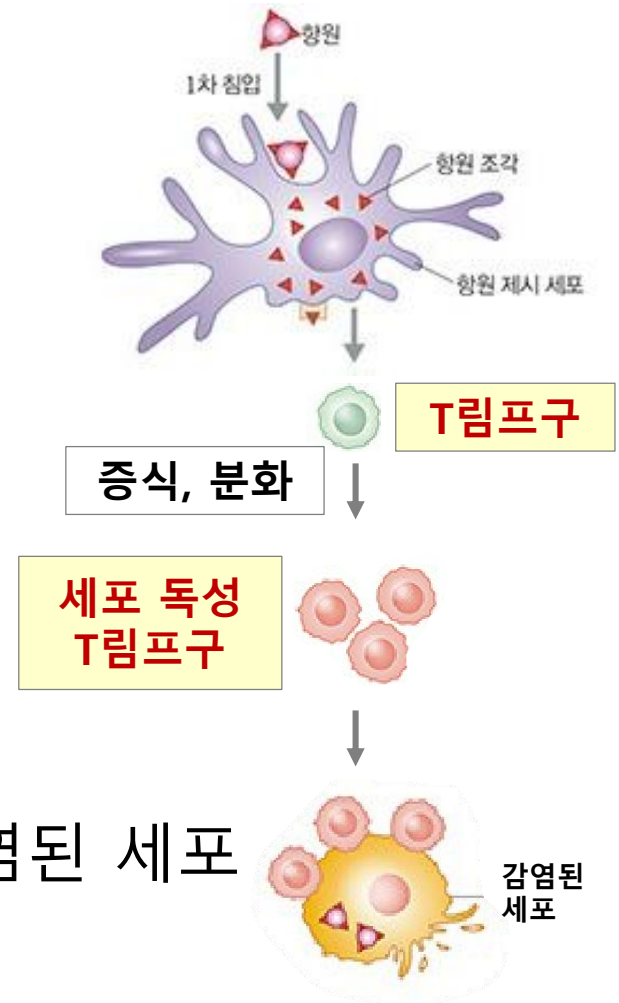 항원
1차 침입
항원 조각
항원 제시 세포
T림프구
증식, 분화
세포 독성
T림프구
염된 세포
감염된
세포